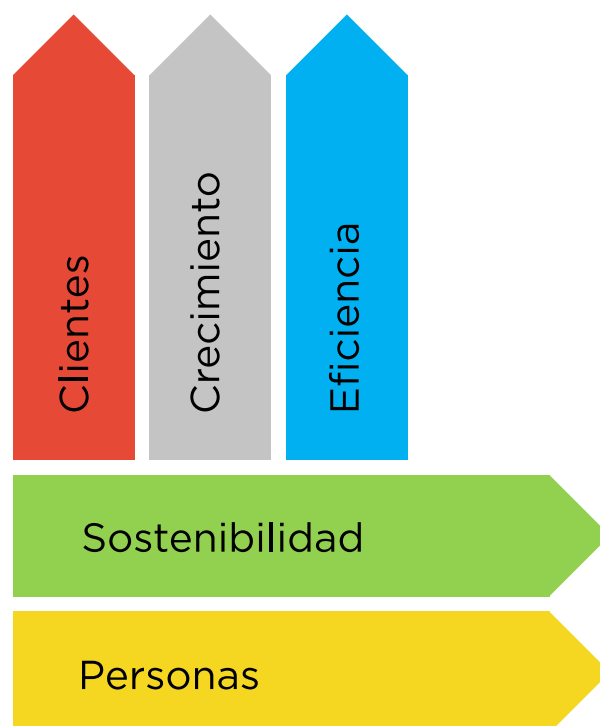 Clientes
Crecimiento
Eficiencia
Sostenibilidad
Personas